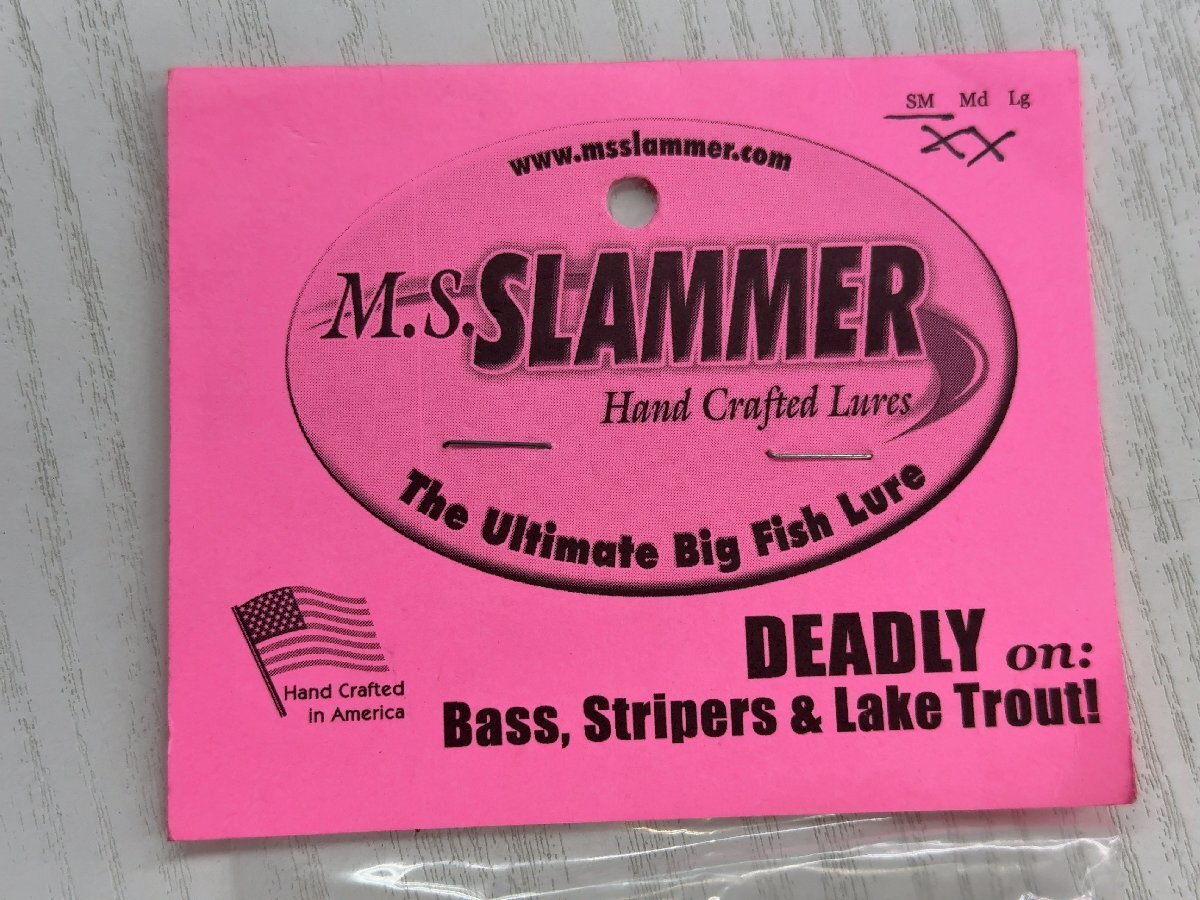 SM Md Lg
XX
www.msslammer.com
M.S.SLAMMER
Hand Crafted Lures
The Ultimate Big Fish Lure
DEADLY on:
Bass, Stripers & Lake Trout!
Hand Crafted
in America